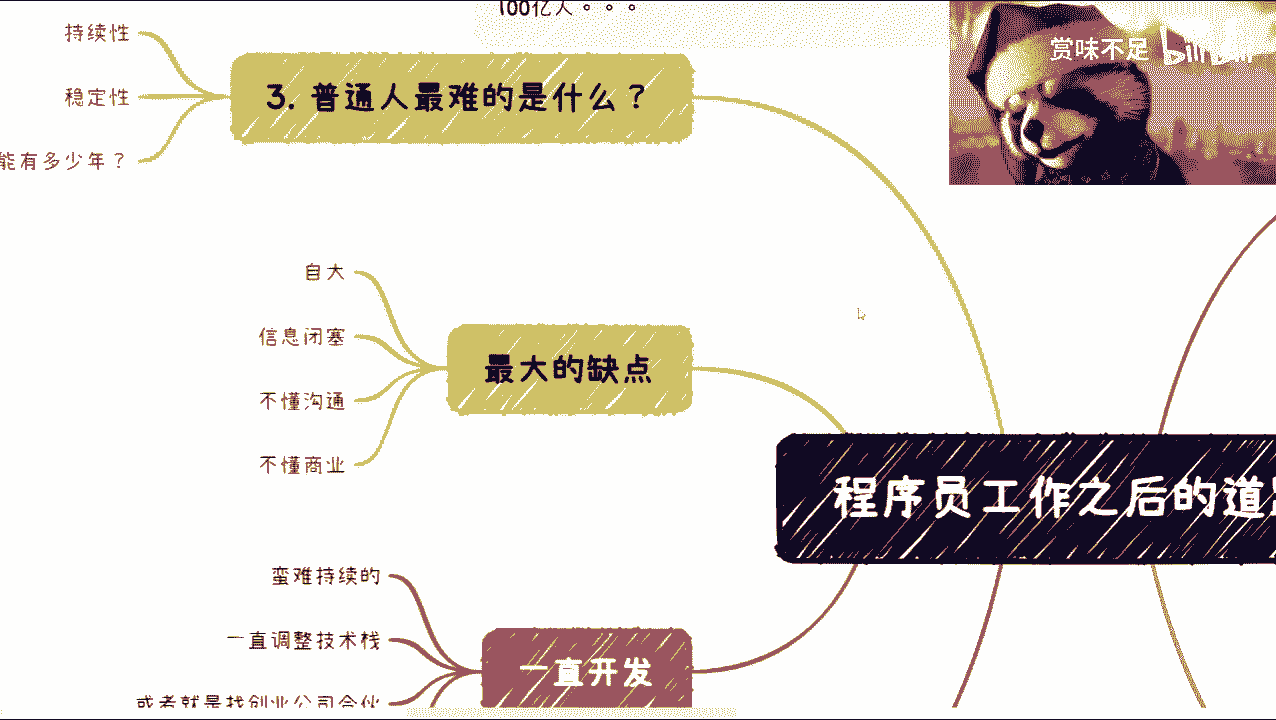 100亿人。。。
赏味不足 bilibili
持续性
稳定性
能有多少年？
3. 普通人最难的是什么？
自大
信息闭塞
不懂沟通
不懂商业
最大的缺点
程序员工作之后的道
蛮难持续的
一直调整技术栈
或者就是找创业公司合伙
一直开发